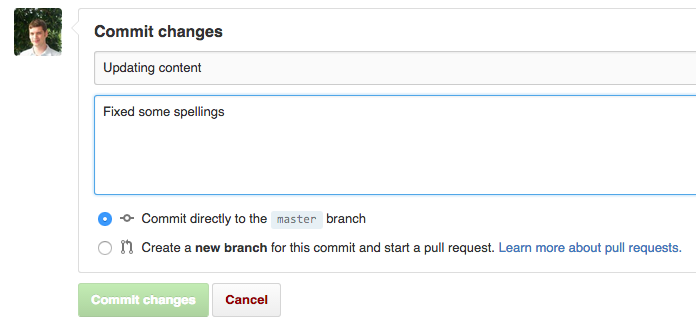 Commit changes
Updating content
Fixed some spellings
Commit directly to the master branch
Create a new branch for this commit and start a pull request. Learn more about pull requests.
Commit changes Cancel